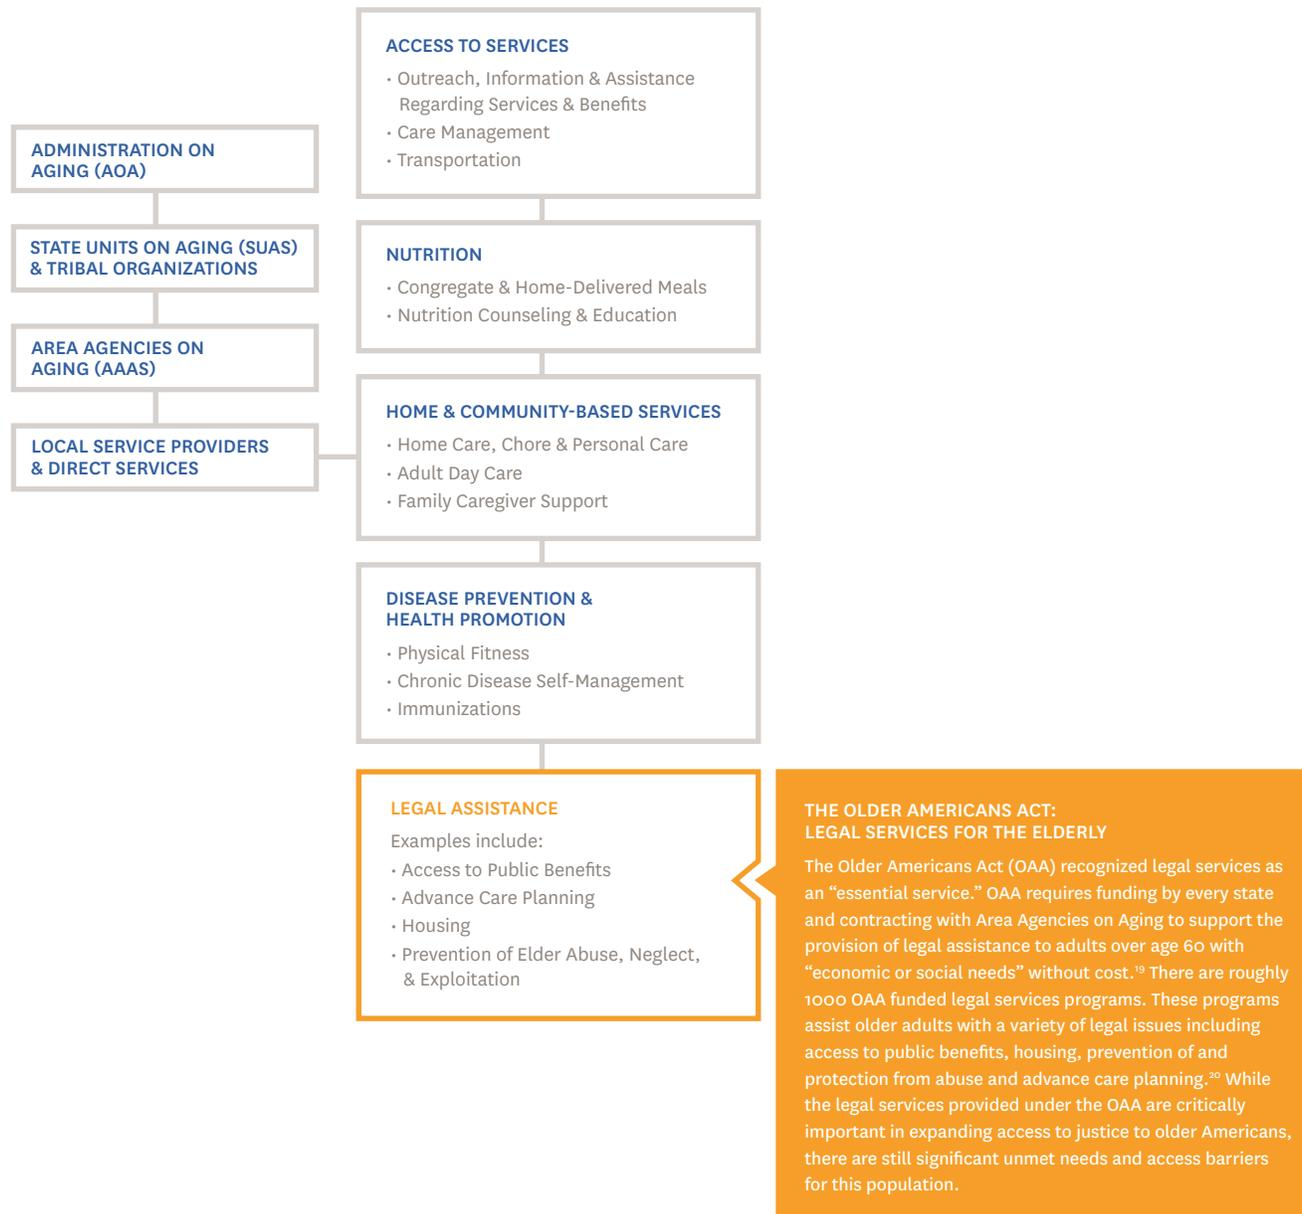 ADMINISTRATION ON
AGING (AOA)
STATE UNITS ON AGING (SUAS)
& TRIBAL ORGANIZATIONS
AREA AGENCIES ON
AGING (AAAS)
LOCAL SERVICE PROVIDERS
& DIRECT SERVICES
ACCESS TO SERVICES
· Outreach, Information & Assistance
Regarding Services & Benefits
· Care Management
· Transportation
NUTRITION
· Congregate & Home-Delivered Meals
· Nutrition Counseling & Education
HOME & COMMUNITY-BASED SERVICES
· Home Care, Chore & Personal Care
· Adult Day Care
· Family Caregiver Support
DISEASE PREVENTION &
HEALTH PROMOTION
· Physical Fitness
· Chronic Disease Self-Management
· Immunizations
LEGAL ASSISTANCE
Examples include:
· Access to Public Benefits
· Advance Care Planning
· Housing
· Prevention of Elder Abuse, Neglect,
& Exploitation
THE OLDER AMERICANS ACT:
LEGAL SERVICES FOR THE ELDERLY
The Older Americans Act (OAA) recognized legal services as
an “essential service.” OAA requires funding by every state
and contracting with Area Agencies on Aging to support the
provision of legal assistance to adults over age 60 with
“economic or social needs” without cost.¹⁹ There are roughly
1000 OAA funded legal services programs. These programs
assist older adults with a variety of legal issues including
access to public benefits, housing, prevention of and
protection from abuse and advance care planning.²⁰ While
the legal services provided under the OAA are critically
important in expanding access to justice to older Americans,
there are still significant unmet needs and access barriers
for this population.